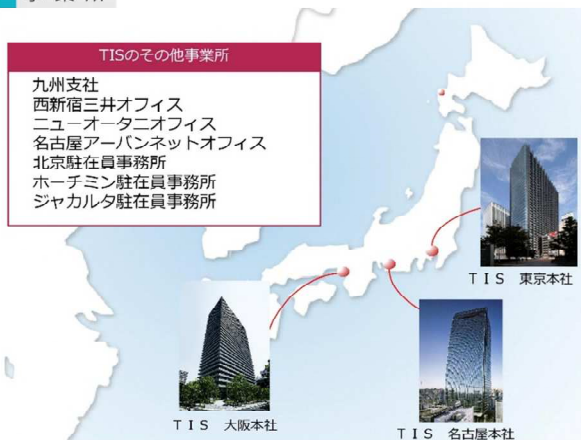 TISのその他事業所
九州支社
西新宿三井オフィス
ニューオータニオフィス
名古屋アーバンネットオフィス
北京駐在員事務所
ホーチミン駐在員事務所
ジャカルタ駐在員事務所
ＴＩＳ　東京本社
ＴＩＳ　大阪本社
ＴＩＳ　名古屋本社